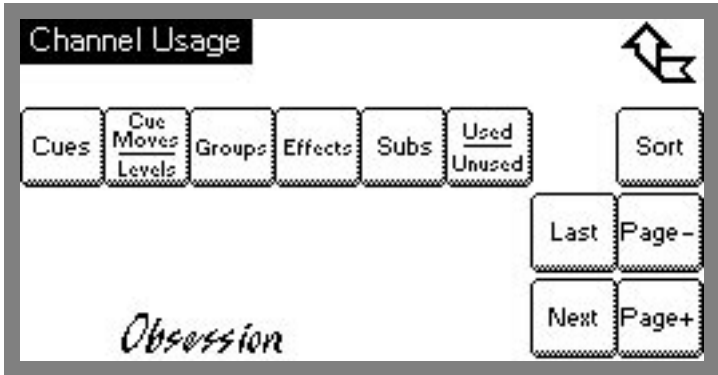 Channel Usage
Cues
Cue
Moves
Levels
Groups
Effects
Subs
Used
Unused
Sort
Last
Page-
Next
Page+
Obsession